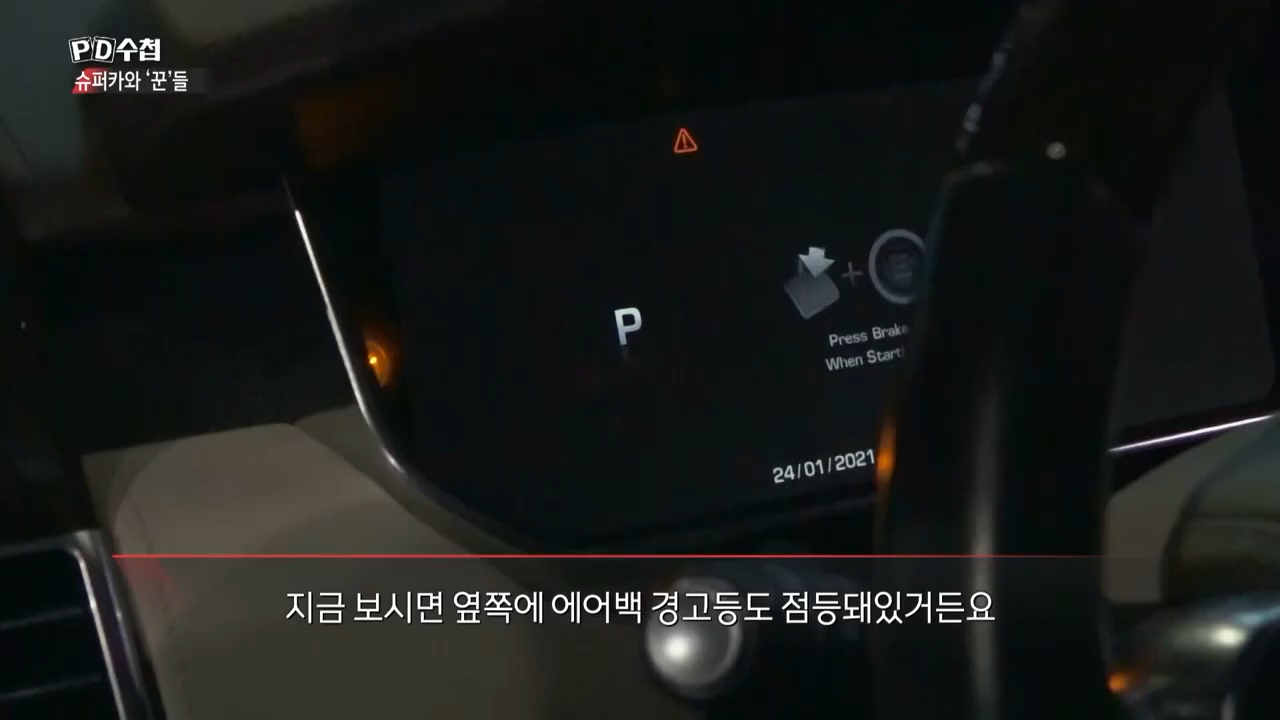 PD수첩
슈퍼카와 '꾼'들
P
Press Brake
When
24/01/2021
지금 보시면 옆쪽에 에어백 경고등도 점등돼있거든요